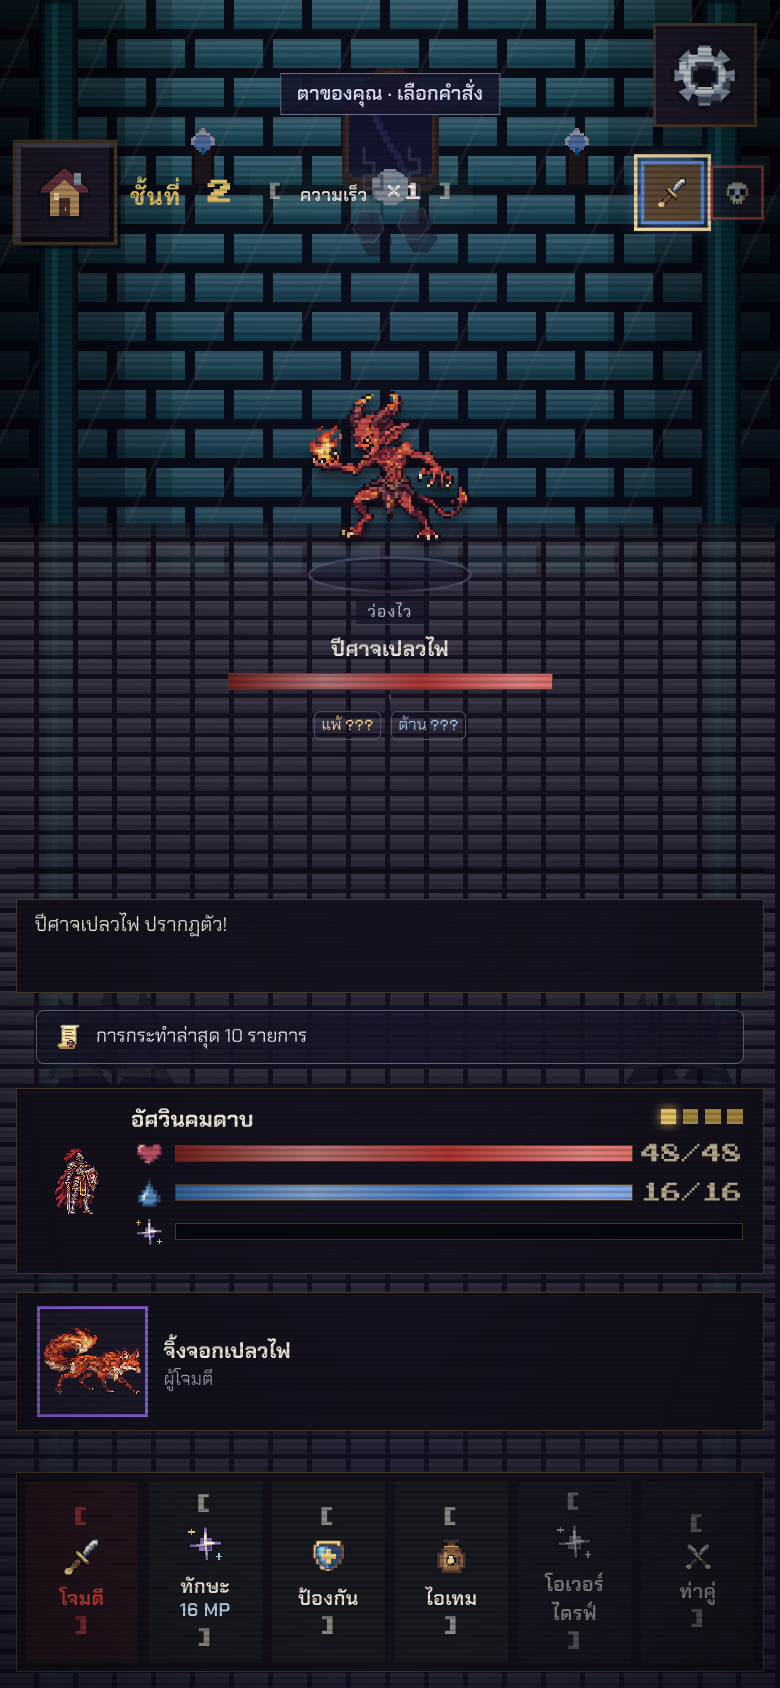 ตาของคุณ · เลือกคำสั่ง
ชั้นที่ 2 [ ความเร็ว ×1 ]
ว่องไว
ปีศาจเปลวไฟ
แพ้ ??? ต้าน ???
ปีศาจเปลวไฟ ปรากฏตัว!
การกระทำล่าสุด 10 รายการ
อัศวินคมดาบ
48/48
16/16
จิ้งจอกเปลวไฟ
ผู้โจมตี
[ โจมตี ]
[ ทักษะ
16 MP ]
[ ป้องกัน ]
[ ไอเทม ]
[ โอเวอร์
ไดรฟ์ ]
[ ท่าคู่ ]